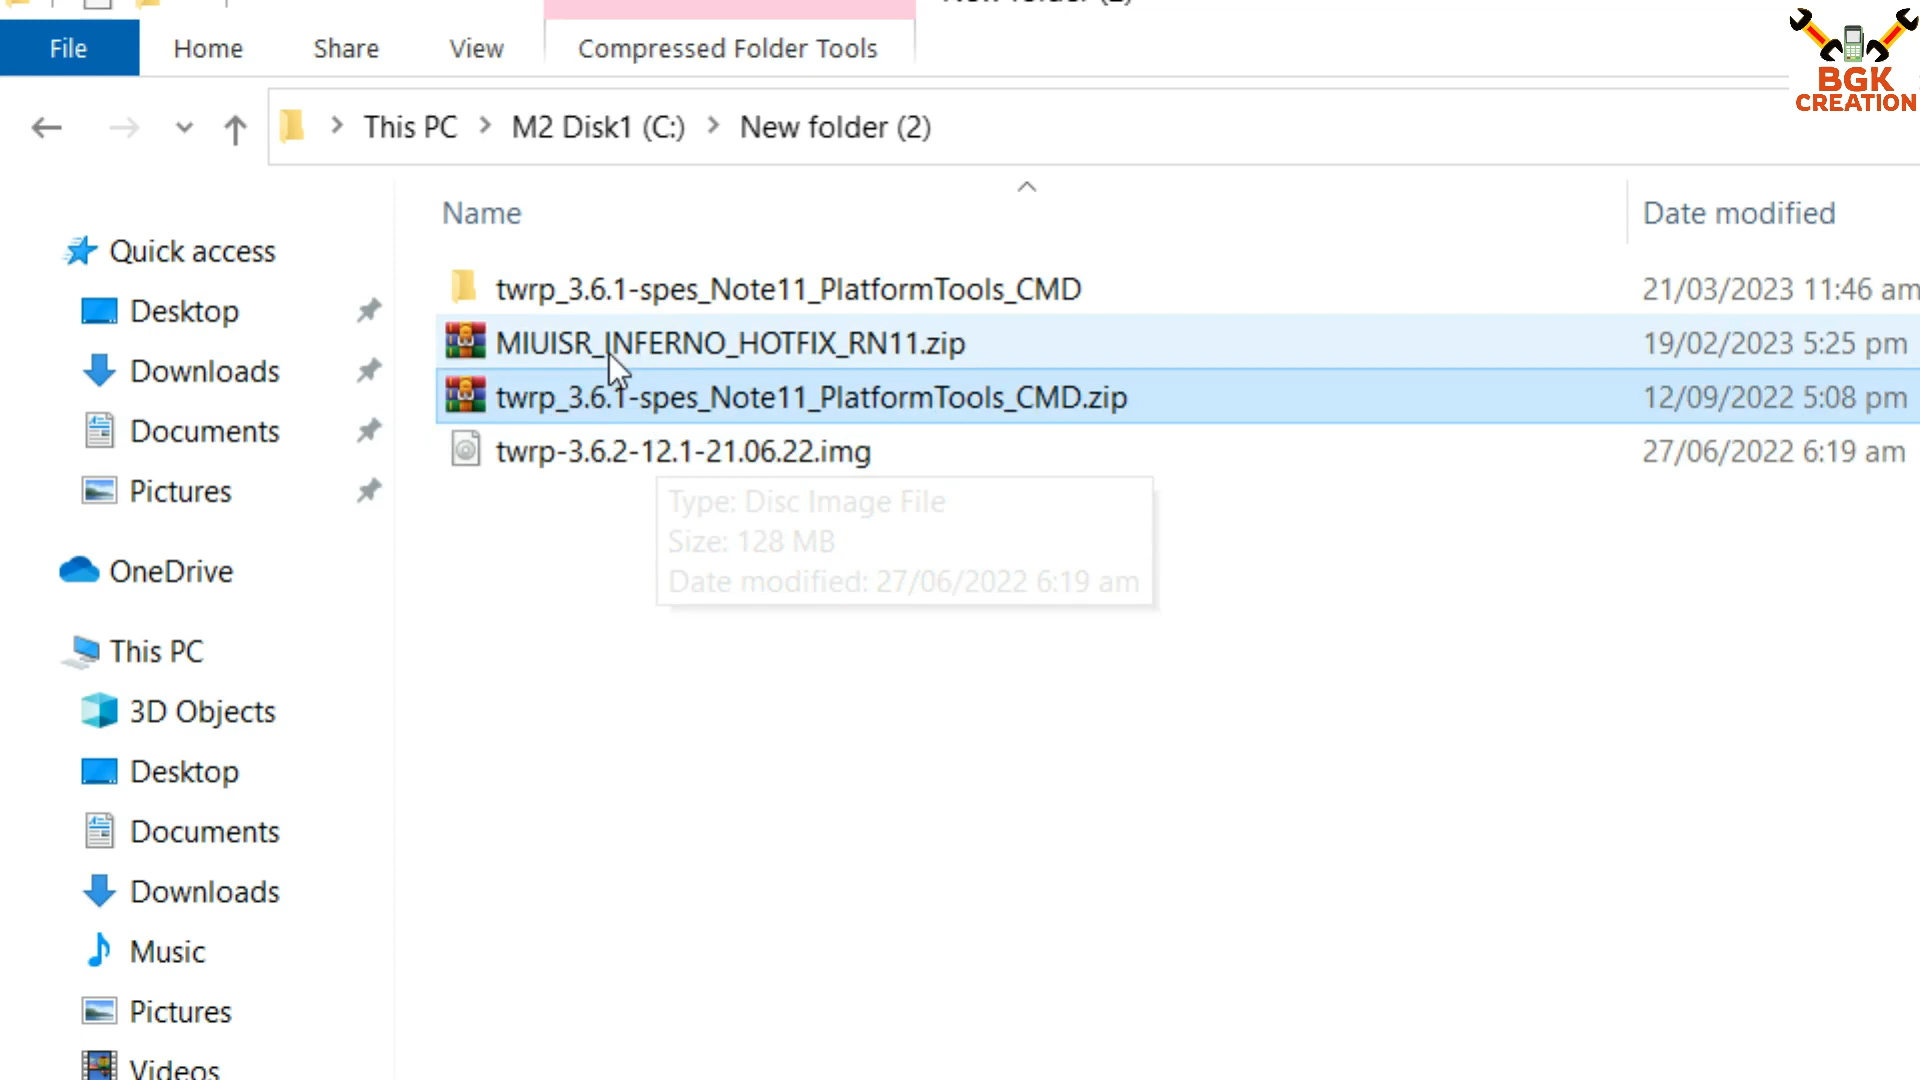 File
Home
Share
View
Compressed Folder Tools
BGK
CREATION
This PC
M2 Disk1 (C:)
New folder (2)
Name
Date modified
Quick access
Desktop
Downloads
Documents
Pictures
OneDrive
This PC
3D Objects
Desktop
Documents
Downloads
Music
Pictures
Videos
twrp_3.6.1-spes_Note11_PlatformTools_CMD 21/03/2023 11:46 am
MIUISR_INFERNO_HOTFIX_RN11.zip 19/02/2023 5:25 pm
twrp_3.6.1-spes_Note11_PlatformTools_CMD.zip 12/09/2022 5:08 pm
twrp-3.6.2-12.1-21.06.22.img 27/06/2022 6:19 am
Type: Disc Image File
Size: 128 MB
Date modified: 27/06/2022 6:19 am